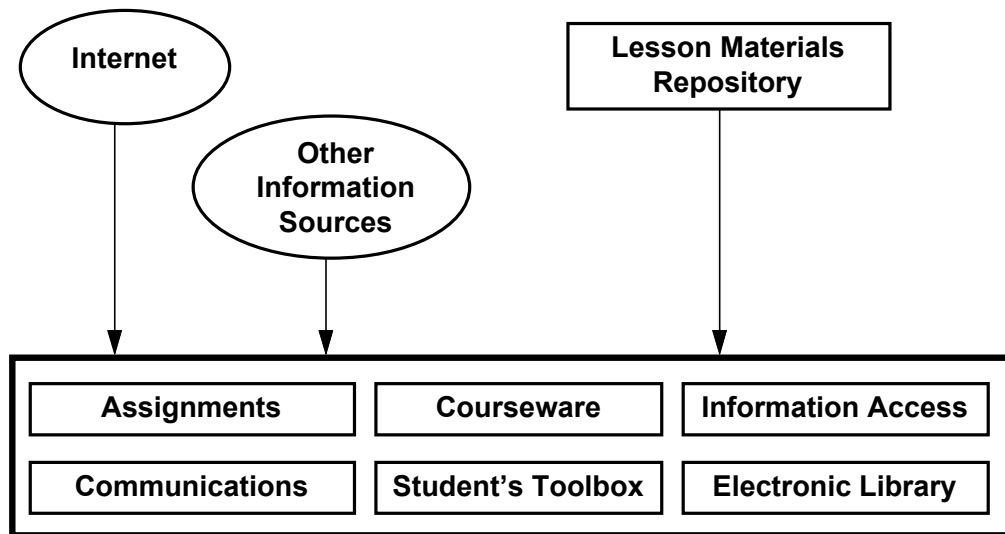 Internet
Lesson Materials
Repository
Other
Information
Sources
Assignments
Courseware
Information Access
Communications
Student’s Toolbox
Electronic Library